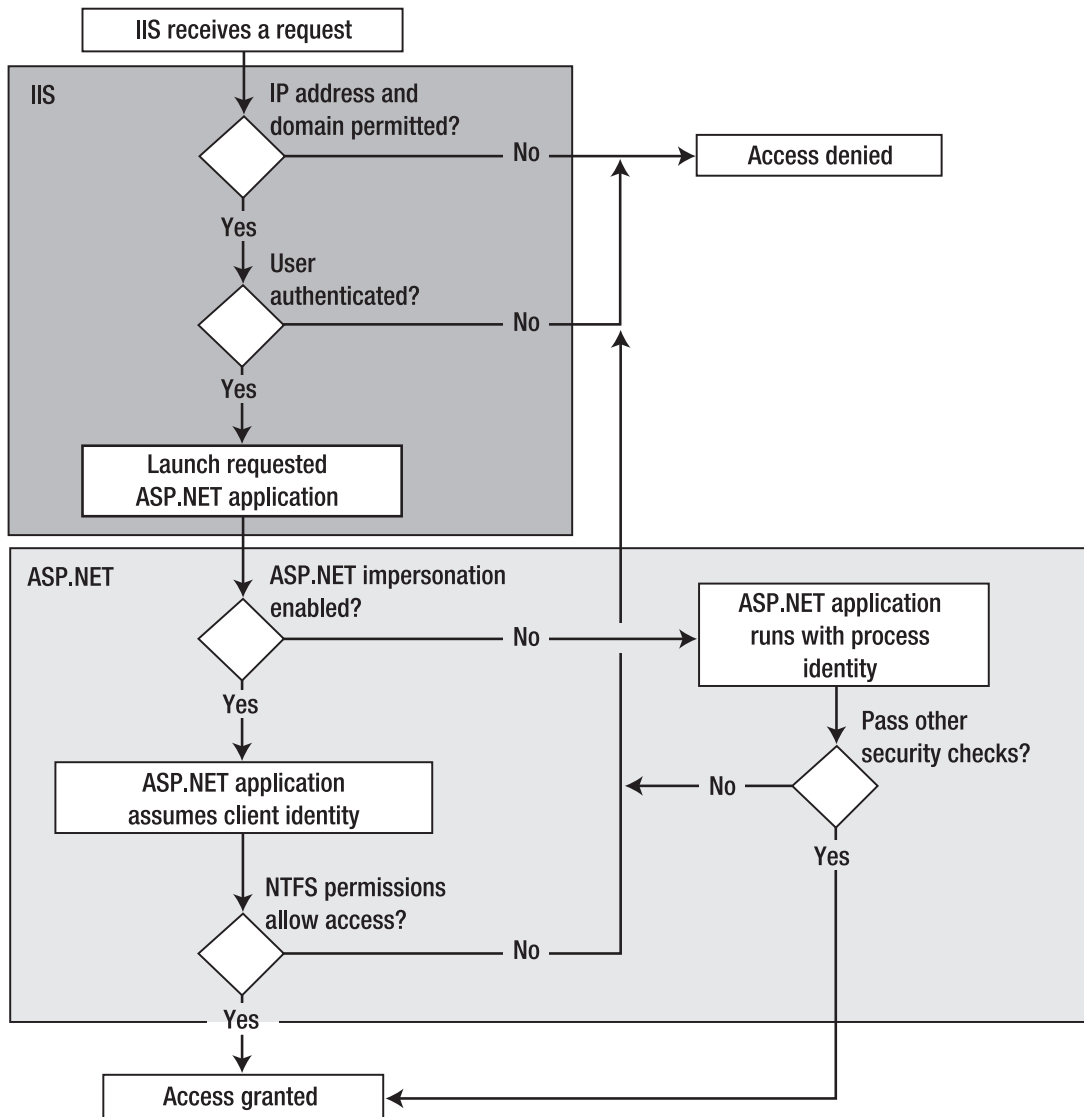 IIS receives a request
IIS
IP address and
domain permitted?
No
Access denied
Yes
User
authenticated?
No
Yes
Launch requested
ASP.NET application
ASP.NET
ASP.NET impersonation
enabled?
No
ASP.NET application
runs with process
identity
Yes
Pass other
security checks?
ASP.NET application
assumes client identity
No
Yes
NTFS permissions
allow access?
No
Yes
Access granted